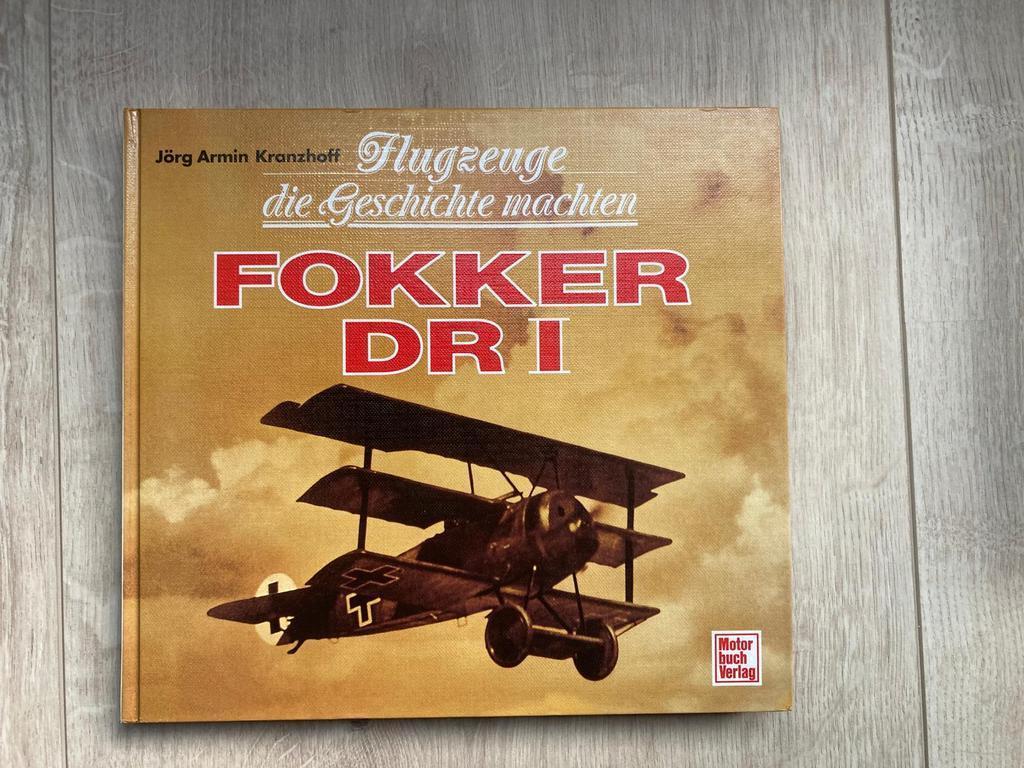 Jörg Armin Kranzhoff
Flugzeuge
die Geschichte machten
FOKKER
DR I
Motor
buch
Verlag